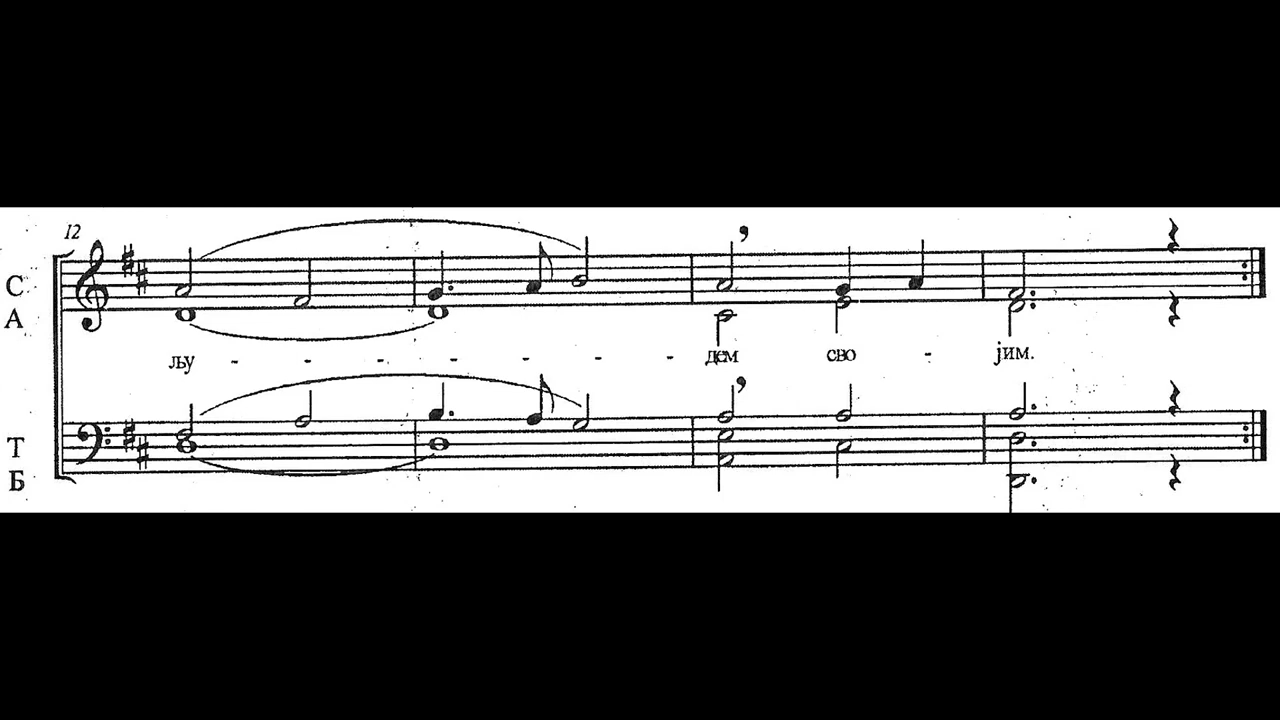 12
С
А
љу - - - - - - - дем сво - јим.
Т
Б